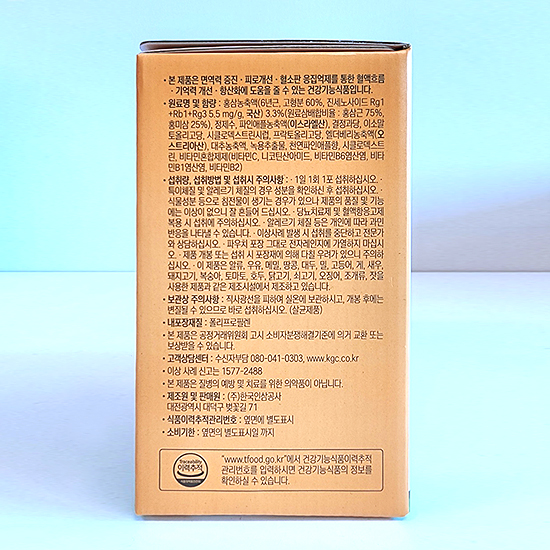 • 본 제품은 면역력 증진 · 피로개선 · 혈소판 응집억제를 통한 혈액흐름
· 기억력 개선 · 항산화에 도움을 줄 수 있는 건강기능식품입니다.
• 원료명 및 함량 : 홍삼농축액(6년근, 고형분 60%, 진세노사이드 Rg1
+Rb1+Rg3 5.5 mg/g, 국산) 3.3%(원료삼배합비율 : 홍삼근 75%,
홍미삼 25%), 정제수, 파인애플농축액(이스라엘산), 결정과당, 이소말
토올리고당, 시클로덱스트린시럽, 프락토올리고당, 엘더베리농축액(오
스트리아산), 대추농축액, 녹용추출물, 천연파인애플향, 시클로덱스트
린, 비타민혼합제제(비타민C, 니코틴산아미드, 비타민B6염산염, 비타민
B1염산염, 비타민B2)
• 섭취량, 섭취방법 및 섭취시 주의사항 : · 1일 1회 1포 섭취하십시오. ·
특이체질 및 알레르기 체질의 경우 성분을 확인하신 후 섭취하십시오. ·
식물성분 등으로 침전물이 생기는 경우가 있으나 제품의 품질 및 기능
에는 이상이 없으니 잘 흔들어 드십시오. · 당뇨치료제 및 혈액항응고제
복용 시 섭취에 주의하십시오. · 알레르기 체질 등은 개인에 따라 과민
반응을 나타낼 수 있습니다. · 이상사례 발생 시 섭취를 중단하고 전문가
와 상담하십시오. · 파우치 포장 그대로 전자레인지에 가열하지 마십시
오. · 제품 개봉 또는 섭취 시 포장재에 의해 다칠 우려가 있으니 주의하
십시오. · 이 제품은 알류, 우유, 메밀, 땅콩, 대두, 밀, 고등어, 게, 새우,
돼지고기, 복숭아, 토마토, 호두, 닭고기, 쇠고기, 오징어, 조개류, 잣을
사용한 제품과 같은 제조시설에서 제조하고 있습니다.
• 보관상 주의사항 : 직사광선을 피하여 실온에 보관하시고, 개봉 후에는
변질될 수 있으므로 바로 섭취하십시오. (살균제품)
• 내포장재질 : 폴리프로필렌
• 본 제품은 공정거래위원회 고시 소비자분쟁해결기준에 의거 교환 또는
보상받을 수 있습니다.
• 고객상담센터 : 수신자부담 080-041-0303, www.kgc.co.kr
• 이상 사례 신고는 1577-2488
• 본 제품은 질병의 예방 및 치료를 위한 의약품이 아닙니다.
• 제조원 및 판매원 : (주)한국인삼공사
대전광역시 대덕구 벚꽃길 71
• 식품이력추적관리번호 : 옆면에 별도표시
• 소비기한 : 옆면의 별도표시일 까지
Traceability
이력추적
"www.tfood.go.kr"에서 건강기능식품이력추적
관리번호를 입력하시면 건강기능식품의 정보를
확인하실 수 있습니다.